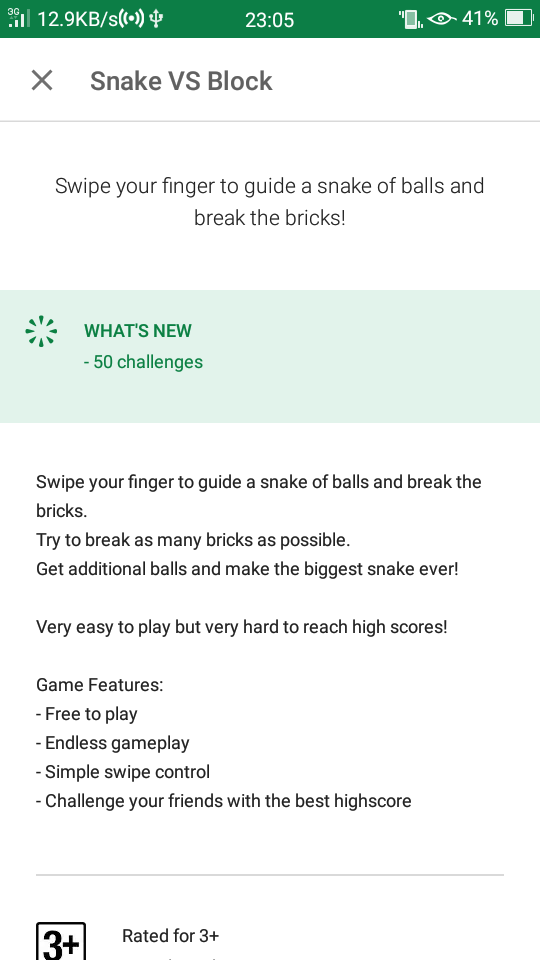 3G 12.9KB/s 23:05 41%
Snake VS Block
Swipe your finger to guide a snake of balls and
break the bricks!
WHAT'S NEW
- 50 challenges
Swipe your finger to guide a snake of balls and break the
bricks.
Try to break as many bricks as possible.
Get additional balls and make the biggest snake ever!
Very easy to play but very hard to reach high scores!
Game Features:
- Free to play
- Endless gameplay
- Simple swipe control
- Challenge your friends with the best highscore
3+ Rated for 3+